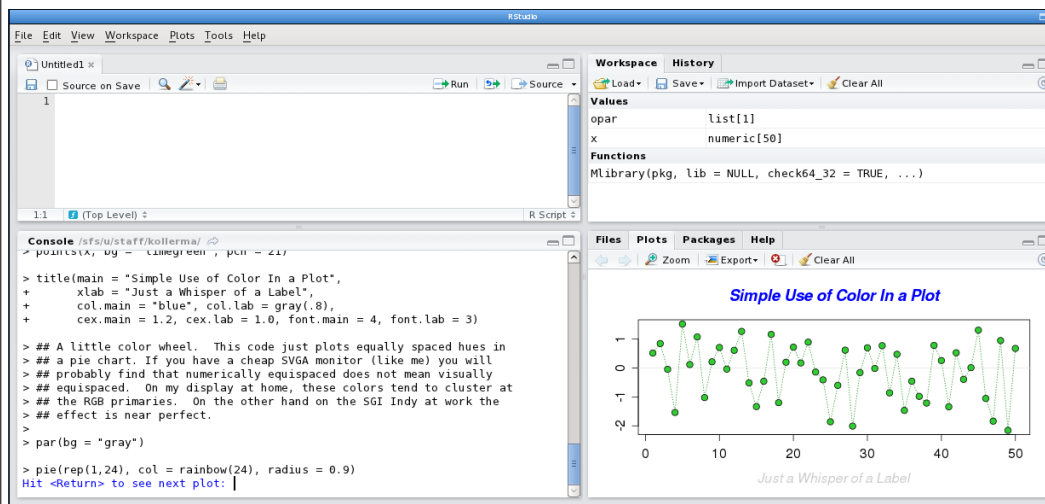 RStudio
File Edit View Workspace Plots Tools Help
Untitled1 ×
Source on Save Run Source
1
1:1 (Top Level) R Script
Console /sfs/u/staff/kollerma/
> points(x, bg = "limegreen", pch = 21)
> title(main = "Simple Use of Color In a Plot",
+ xlab = "Just a Whisper of a Label",
+ col.main = "blue", col.lab = gray(.8),
+ cex.main = 1.2, cex.lab = 1.0, font.main = 4, font.lab = 3)
> ## A little color wheel. This code just plots equally spaced hues in
> ## a pie chart. If you have a cheap SVGA monitor (like me) you will
> ## probably find that numerically equispaced does not mean visually
> ## equispaced. On my display at home, these colors tend to cluster at
> ## the RGB primaries. On the other hand on the SGI Indy at work the
> ## effect is near perfect.
>
> par(bg = "gray")
> pie(rep(1,24), col = rainbow(24), radius = 0.9)
Hit <Return> to see next plot:
Workspace History
Load Save Import Dataset Clear All
Values
opar list[1]
x numeric[50]
Functions
Mlibrary(pkg, lib = NULL, check64_32 = TRUE, ...)
Files Plots Packages Help
Zoom Export Clear All
Simple Use of Color In a Plot
1
0
-1
-2
0 10 20 30 40 50
Just a Whisper of a Label